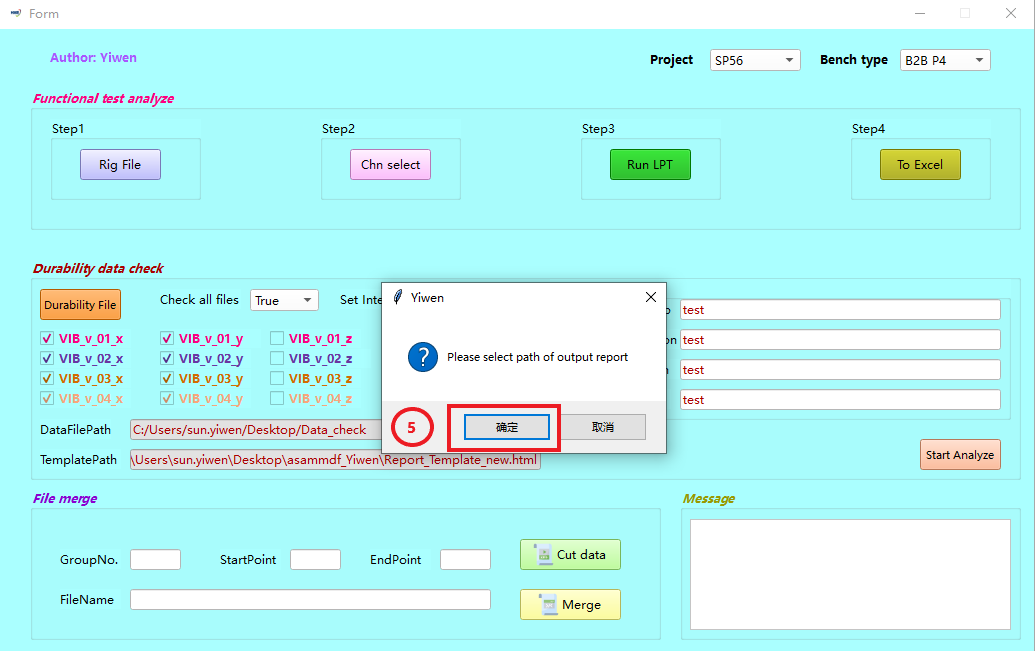 Form
Author: Yiwen
Project SP56 Bench type B2B P4
Functional test analyze
Step1 Step2 Step3 Step4
Rig File Chn select Run LPT To Excel
Durability data check
Durability File Check all files True Set Inte
VIB_v_01_x VIB_v_01_y VIB_v_01_z
VIB_v_02_x VIB_v_02_y VIB_v_02_z
VIB_v_03_x VIB_v_03_y VIB_v_03_z
VIB_v_04_x VIB_v_04_y VIB_v_04_z
DataFilePath C:/Users/sun.yiwen/Desktop/Data_check
TemplatePath \Users\sun.yiwen\Desktop\asammdf_Yiwen\Report_Template_new.html
Yiwen
? Please select path of output report
5 确定 取消
o test
on test
n test
test
Start Analyze
File merge
GroupNo. StartPoint EndPoint Cut data
FileName Merge
Message